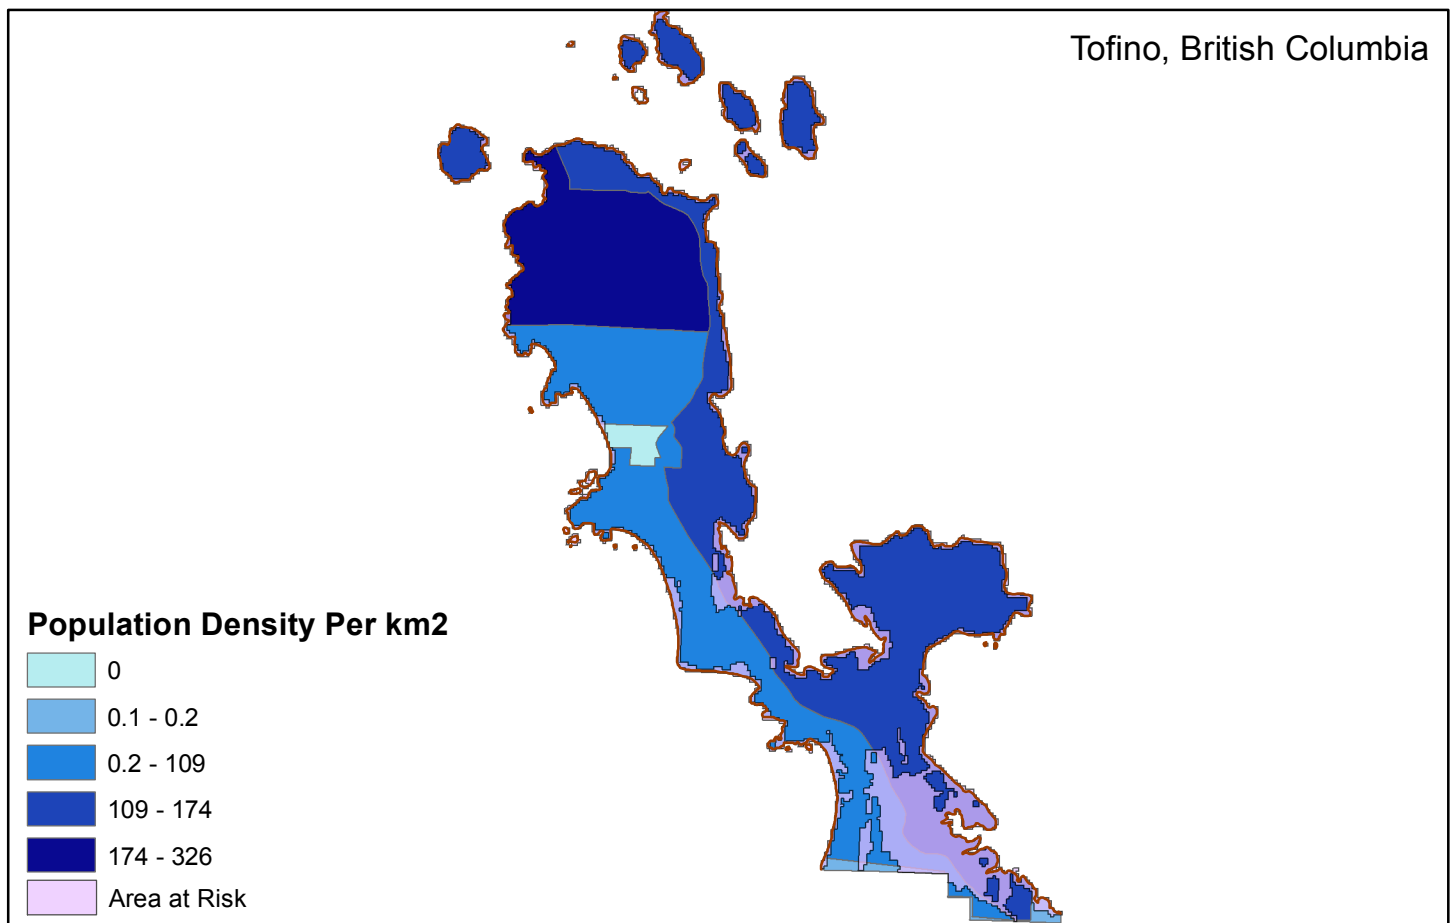 Tofino, British Columbia
Population Density Per km2
0
0.1 - 0.2
0.2 - 109
109 - 174
174 - 326
Area at Risk